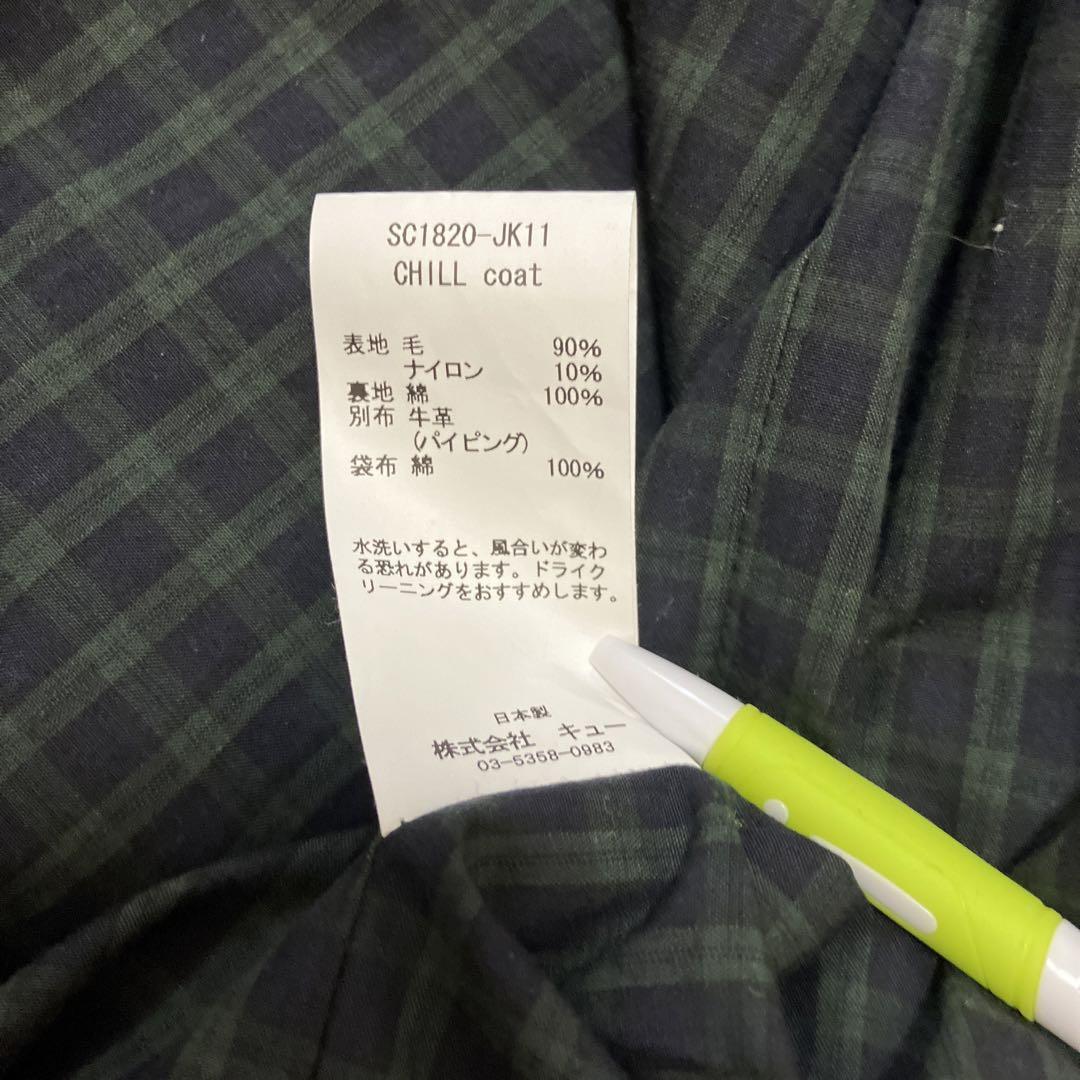 SC1820-JK11
CHILL coat
表地 毛 90%
ナイロン 10%
裏地 綿 100%
別布 牛革
(パイピング)
袋布 綿 100%
水洗いすると、風合いが変わ
る恐れがあります。ドライク
リーニングをおすすめします。
日本製
株式会社 キュー
03-5358-0983